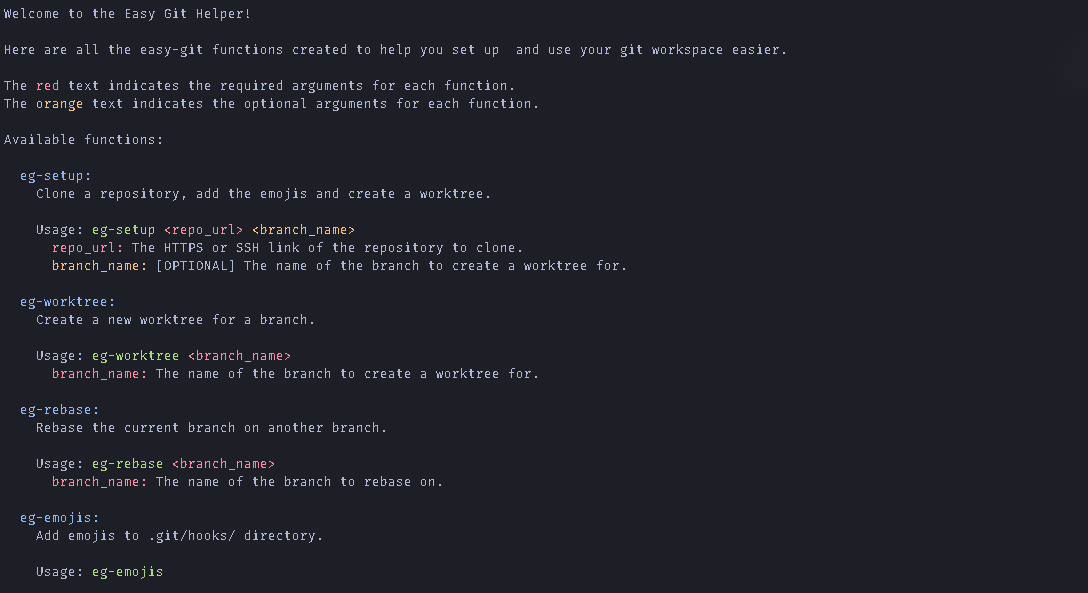 Welcome to the Easy Git Helper!
Here are all the easy-git functions created to help you set up  and use your git workspace easier.
The red text indicates the required arguments for each function.
The orange text indicates the optional arguments for each function.
Available functions:
eg-setup:
Clone a repository, add the emojis and create a worktree.
Usage: eg-setup <repo_url> <branch_name>
repo_url: The HTTPS or SSH link of the repository to clone.
branch_name: [OPTIONAL] The name of the branch to create a worktree for.
eg-worktree:
Create a new worktree for a branch.
Usage: eg-worktree <branch_name>
branch_name: The name of the branch to create a worktree for.
eg-rebase:
Rebase the current branch on another branch.
Usage: eg-rebase <branch_name>
branch_name: The name of the branch to rebase on.
eg-emojis:
Add emojis to .git/hooks/ directory.
Usage: eg-emojis